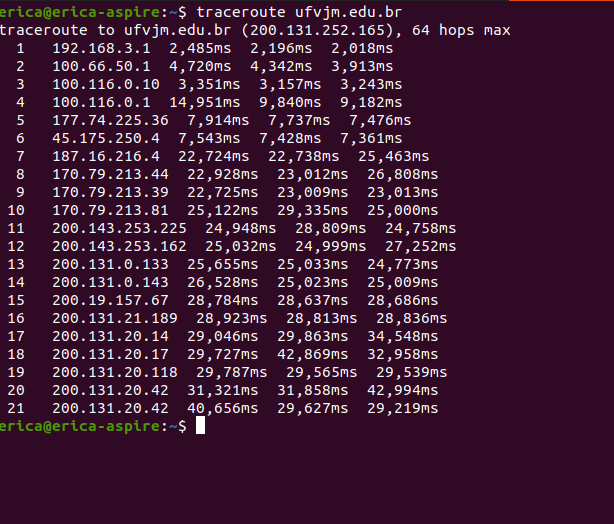 erica@erica-aspire:~$ traceroute ufvjm.edu.br
traceroute to ufvjm.edu.br (200.131.252.165), 64 hops max
1 192.168.3.1 2,485ms 2,196ms 2,018ms
2 100.66.50.1 4,720ms 4,342ms 3,913ms
3 100.116.0.10 3,351ms 3,157ms 3,243ms
4 100.116.0.1 14,951ms 9,840ms 9,182ms
5 177.74.225.36 7,914ms 7,737ms 7,476ms
6 45.175.250.4 7,543ms 7,428ms 7,361ms
7 187.16.216.4 22,724ms 22,738ms 25,463ms
8 170.79.213.44 22,928ms 23,012ms 26,808ms
9 170.79.213.39 22,725ms 23,009ms 23,013ms
10 170.79.213.81 25,122ms 29,335ms 25,000ms
11 200.143.253.225 24,948ms 28,809ms 24,758ms
12 200.143.253.162 25,032ms 24,999ms 27,252ms
13 200.131.0.133 25,655ms 25,033ms 24,773ms
14 200.131.0.143 26,528ms 25,023ms 25,009ms
15 200.19.157.67 28,784ms 28,637ms 28,686ms
16 200.131.21.189 28,923ms 28,813ms 28,836ms
17 200.131.20.14 29,046ms 29,863ms 34,548ms
18 200.131.20.17 29,727ms 42,869ms 32,958ms
19 200.131.20.118 29,787ms 29,565ms 29,539ms
20 200.131.20.42 31,321ms 31,858ms 42,994ms
21 200.131.20.42 40,656ms 29,627ms 29,219ms
erica@erica-aspire:~$